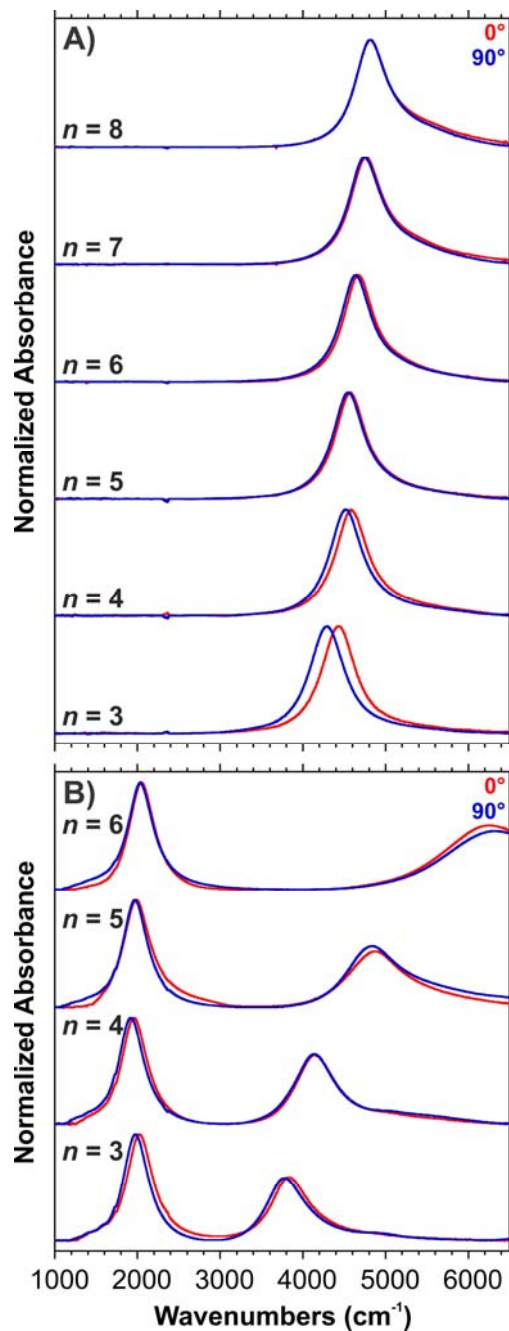 A)
0°
90°
n = 8
n = 7
n = 6
n = 5
n = 4
n = 3
Normalized Absorbance
B)
0°
90°
n = 6
n = 5
n = 4
n = 3
Normalized Absorbance
1000 2000 3000 4000 5000 6000
Wavenumbers (cm⁻¹)